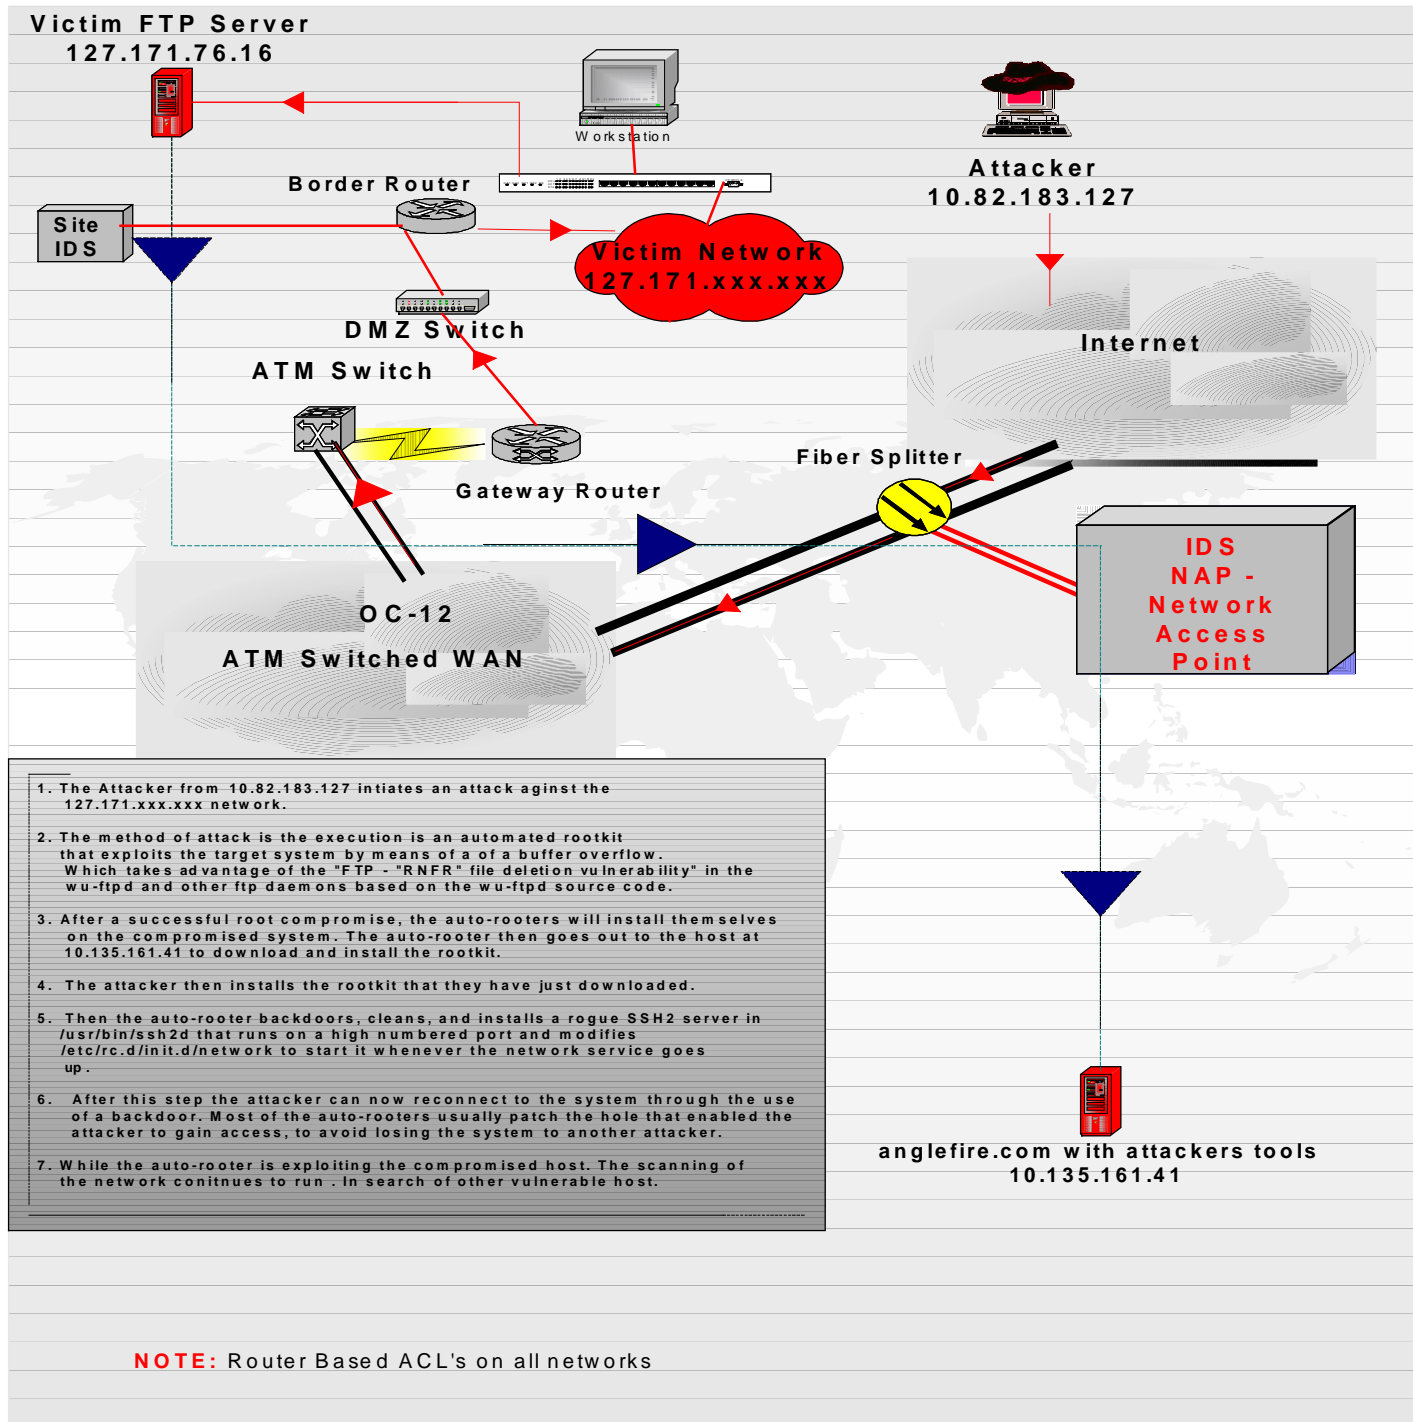 Victim FTP Server
127.171.76.16
Workstation
Attacker
10.82.183.127
Border Router
Site
IDS
Victim Network
127.171.xxx.xxx
DMZ Switch
Internet
ATM Switch
Fiber Splitter
Gateway Router
IDS
NAP -
Network
Access
Point
OC-12
ATM Switched WAN
1. The Attacker from 10.82.183.127 intiates an attack aginst the
127.171.xxx.xxx network.
2. The method of attack is the execution is an automated rootkit
that exploits the target system by means of a of a buffer overflow.
Which takes advantage of the "FTP - "RNFR" file deletion vulnerability" in the
wu-ftpd and other ftp daemons based on the wu-ftpd source code.
3. After a successful root compromise, the auto-rooters will install themselves
on the compromised system. The auto-rooter then goes out to the host at
10.135.161.41 to download and install the rootkit.
4. The attacker then installs the rootkit that they have just downloaded.
5. Then the auto-rooter backdoors, cleans, and installs a rogue SSH2 server in
/usr/bin/ssh2d that runs on a high numbered port and modifies
/etc/rc.d/init.d/network to start it whenever the network service goes
up.
6. After this step the attacker can now reconnect to the system through the use
of a backdoor. Most of the auto-rooters usually patch the hole that enabled the
attacker to gain access, to avoid losing the system to another attacker.
7. While the auto-rooter is exploiting the compromised host. The scanning of
the network conitnues to run . In search of other vulnerable host.
anglefire.com with attackers tools
10.135.161.41
NOTE: Router Based ACL's on all networks